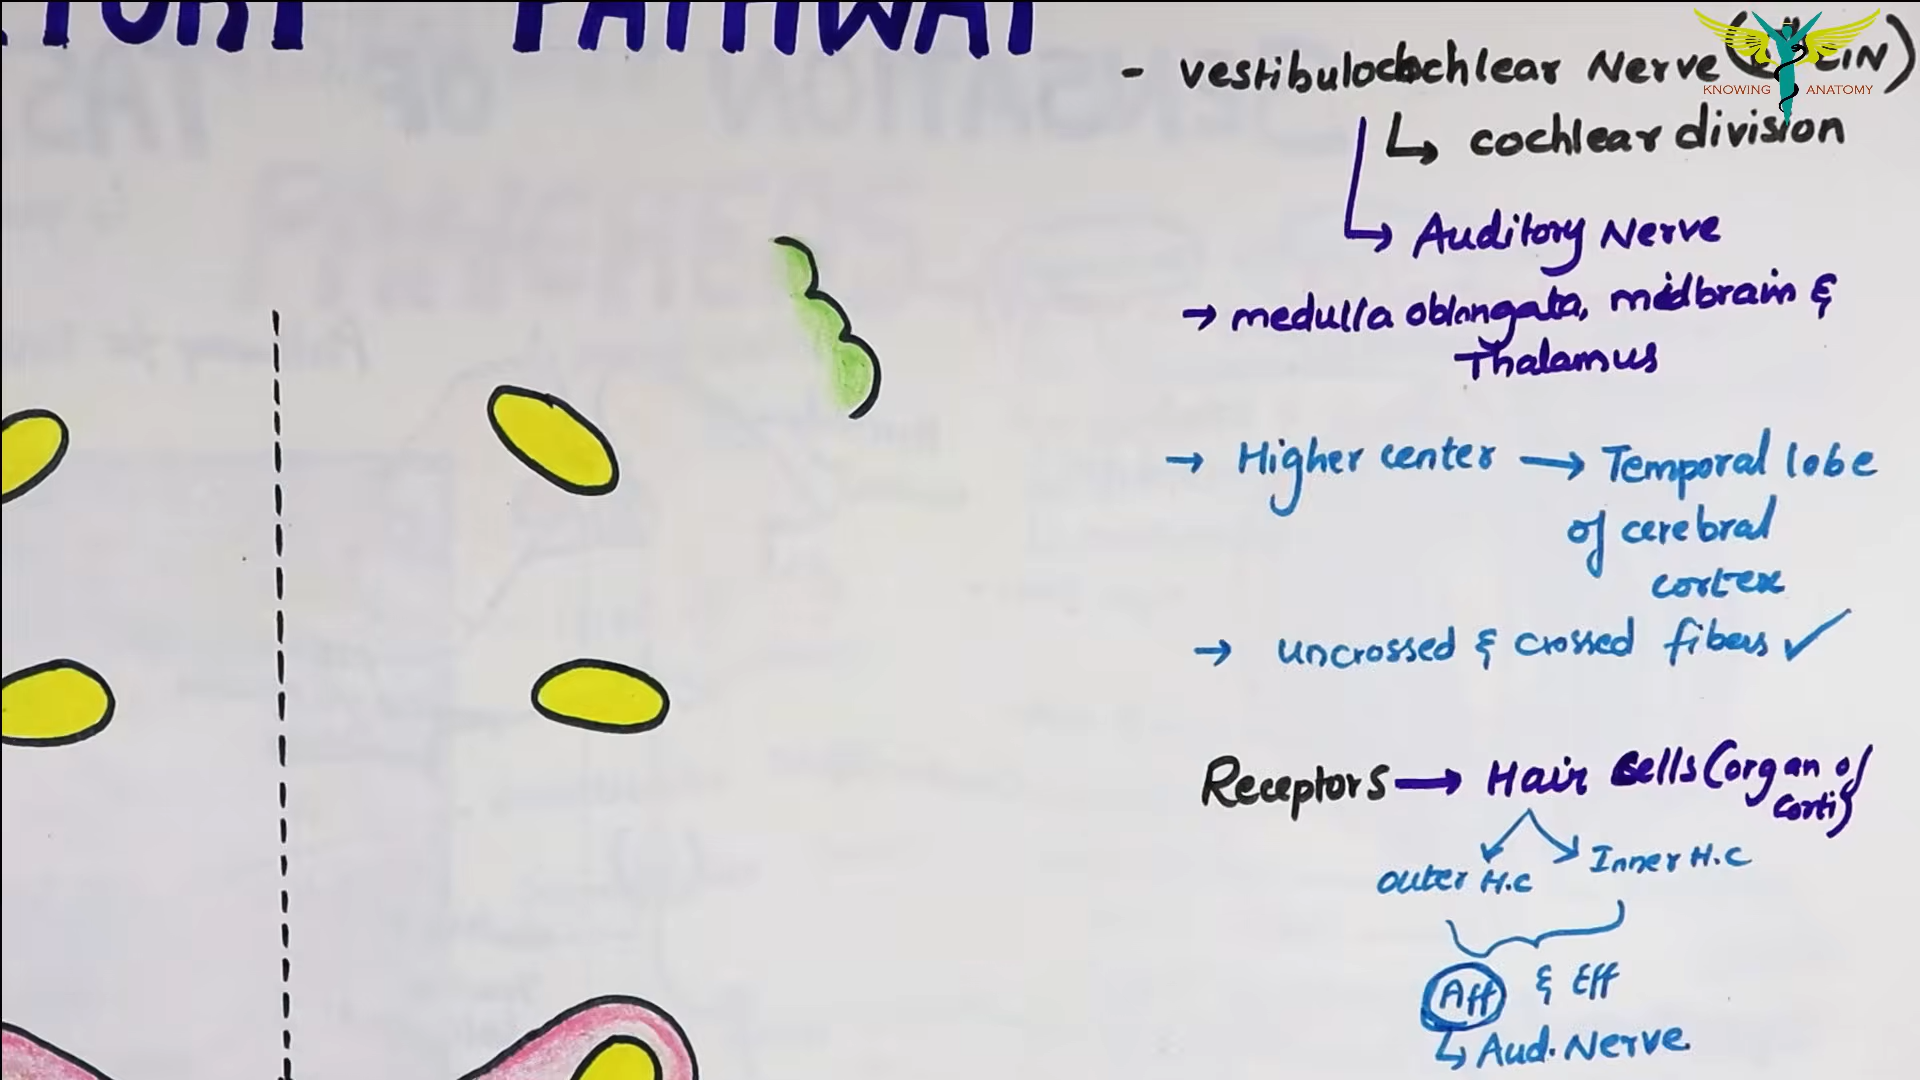 PATHWAY
- Vestibulocochlear Nerve
KNOWING ANATOMY
↳ cochlear division
↳ Auditory Nerve
→ medulla oblongata, midbrain &
Thalamus
→ Higher center → Temporal lobe
of cerebral
cortex
→ uncrossed & crossed fibers ✓
Receptors → Hair cells (organ of
corti)
outer H.C Inner H.C
Aff & Eff
↳ Aud. Nerve